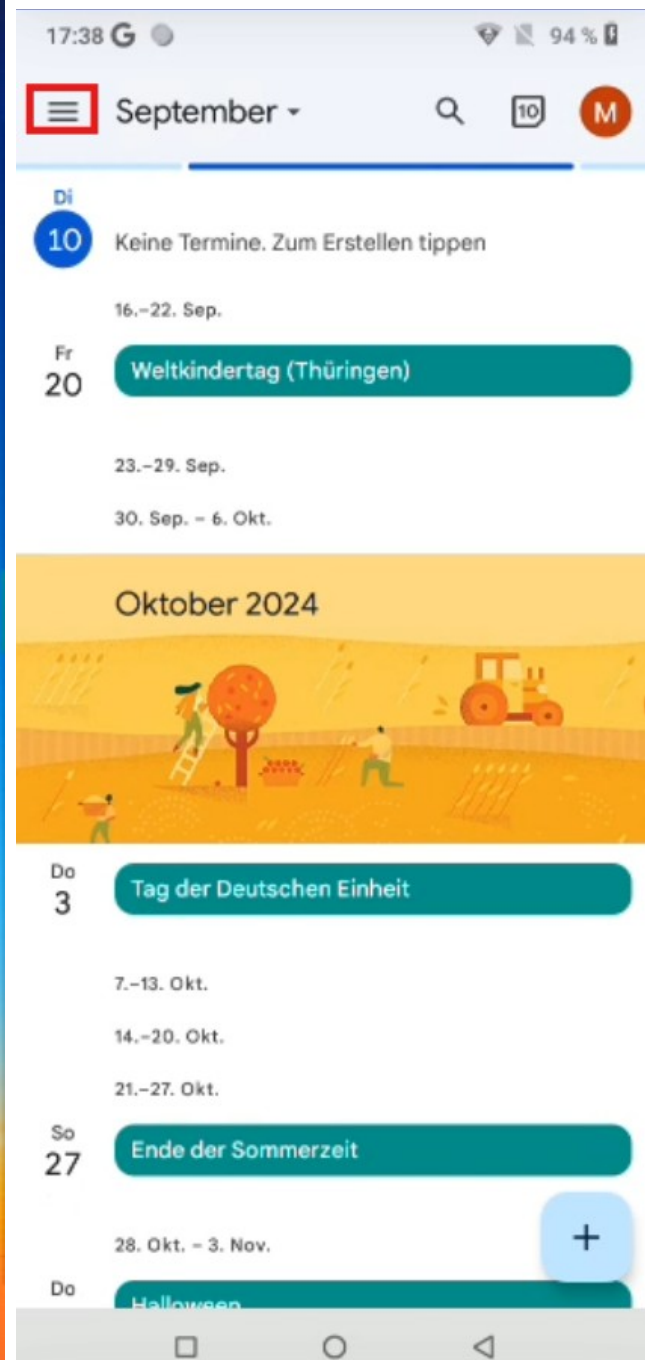 17:38 G 94 %
September
10
M
Di
10
Keine Termine. Zum Erstellen tippen
16.–22. Sep.
Fr
20
Weltkindertag (Thüringen)
23.–29. Sep.
30. Sep. – 6. Okt.
Oktober 2024
Do
3
Tag der Deutschen Einheit
7.–13. Okt.
14.–20. Okt.
21.–27. Okt.
So
27
Ende der Sommerzeit
28. Okt. – 3. Nov.
Do
Halloween